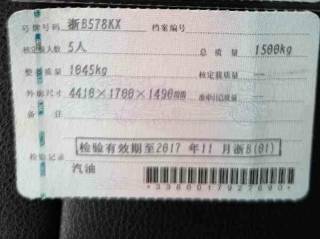 号牌号码 浙B578KX 档案编号
核定载人数 5人 总质量 1500kg
整备质量 1045kg 核定载质量 —
外廓尺寸 4410×1700×1490mm 准牵引总质量 —
备注
检验有效期至2017年11月浙B(01)
检验记录
汽油